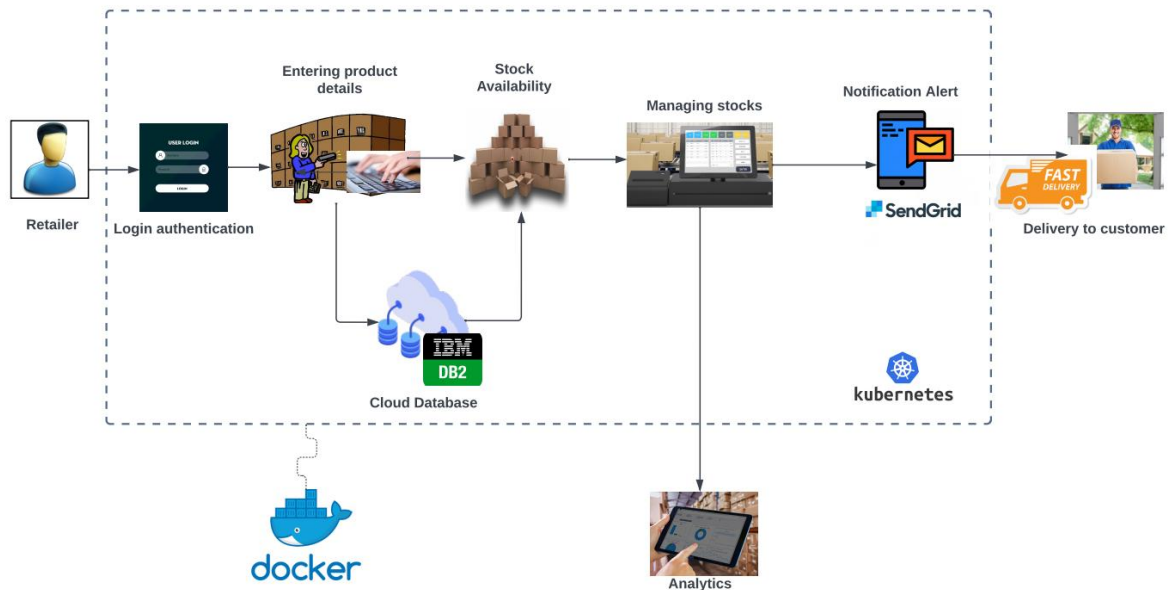 Entering product
details
Stock
Availability
Managing stocks
Notification Alert
USER LOGIN
LOGIN
FAST
DELIVERY
SendGrid
Retailer
Login authentication
Delivery to customer
IBM
DB2
Cloud Database
kubernetes
docker
Analytics